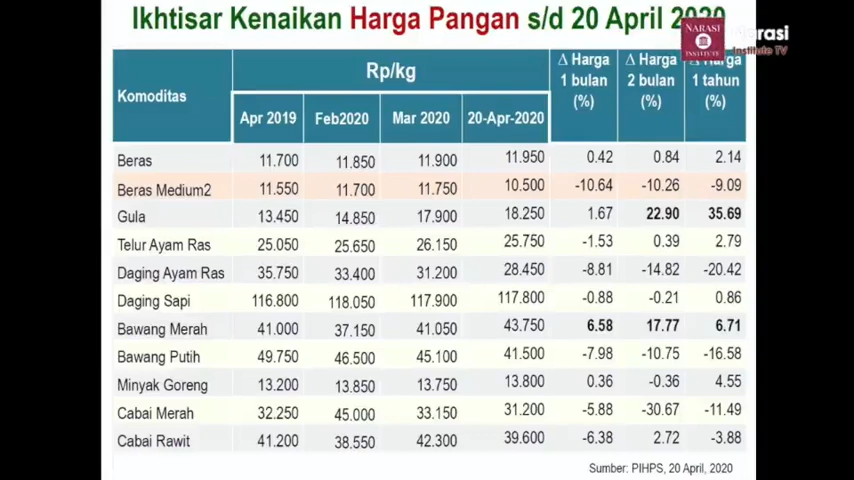 Ikhtisar Kenaikan Harga Pangan s/d 20 April 2020
NARASI
INSTITUTE
Narasi
Institute TV
Komoditas
Rp/kg
Δ Harga
1 bulan
(%)
Δ Harga
2 bulan
(%)
Δ Harga
1 tahun
(%)
Apr 2019 Feb2020 Mar 2020 20-Apr-2020
Beras 11.700 11.850 11.900 11.950 0.42 0.84 2.14
Beras Medium2 11.550 11.700 11.750 10.500 -10.64 -10.26 -9.09
Gula 13.450 14.850 17.900 18.250 1.67 22.90 35.69
Telur Ayam Ras 25.050 25.650 26.150 25.750 -1.53 0.39 2.79
Daging Ayam Ras 35.750 33.400 31.200 28.450 -8.81 -14.82 -20.42
Daging Sapi 116.800 118.050 117.900 117.800 -0.88 -0.21 0.86
Bawang Merah 41.000 37.150 41.050 43.750 6.58 17.77 6.71
Bawang Putih 49.750 46.500 45.100 41.500 -7.98 -10.75 -16.58
Minyak Goreng 13.200 13.850 13.750 13.800 0.36 -0.36 4.55
Cabai Merah 32.250 45.000 33.150 31.200 -5.88 -30.67 -11.49
Cabai Rawit 41.200 38.550 42.300 39.600 -6.38 2.72 -3.88
Sumber: PIHPS, 20 April, 2020